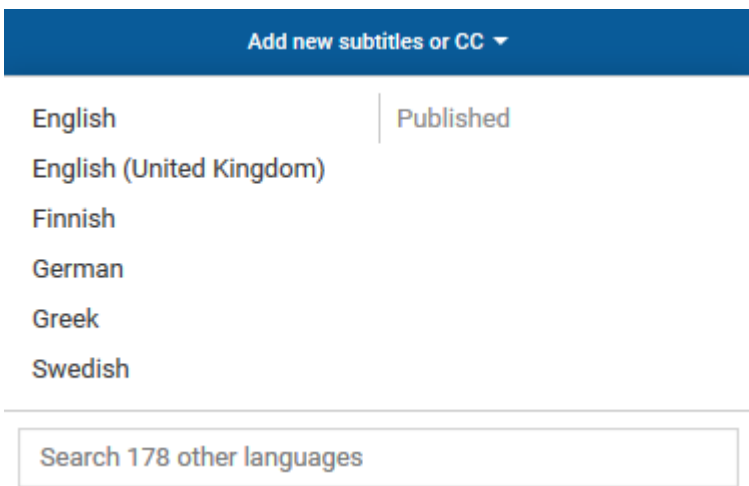 Add new subtitles or CC
English Published
English (United Kingdom)
Finnish
German
Greek
Swedish
Search 178 other languages